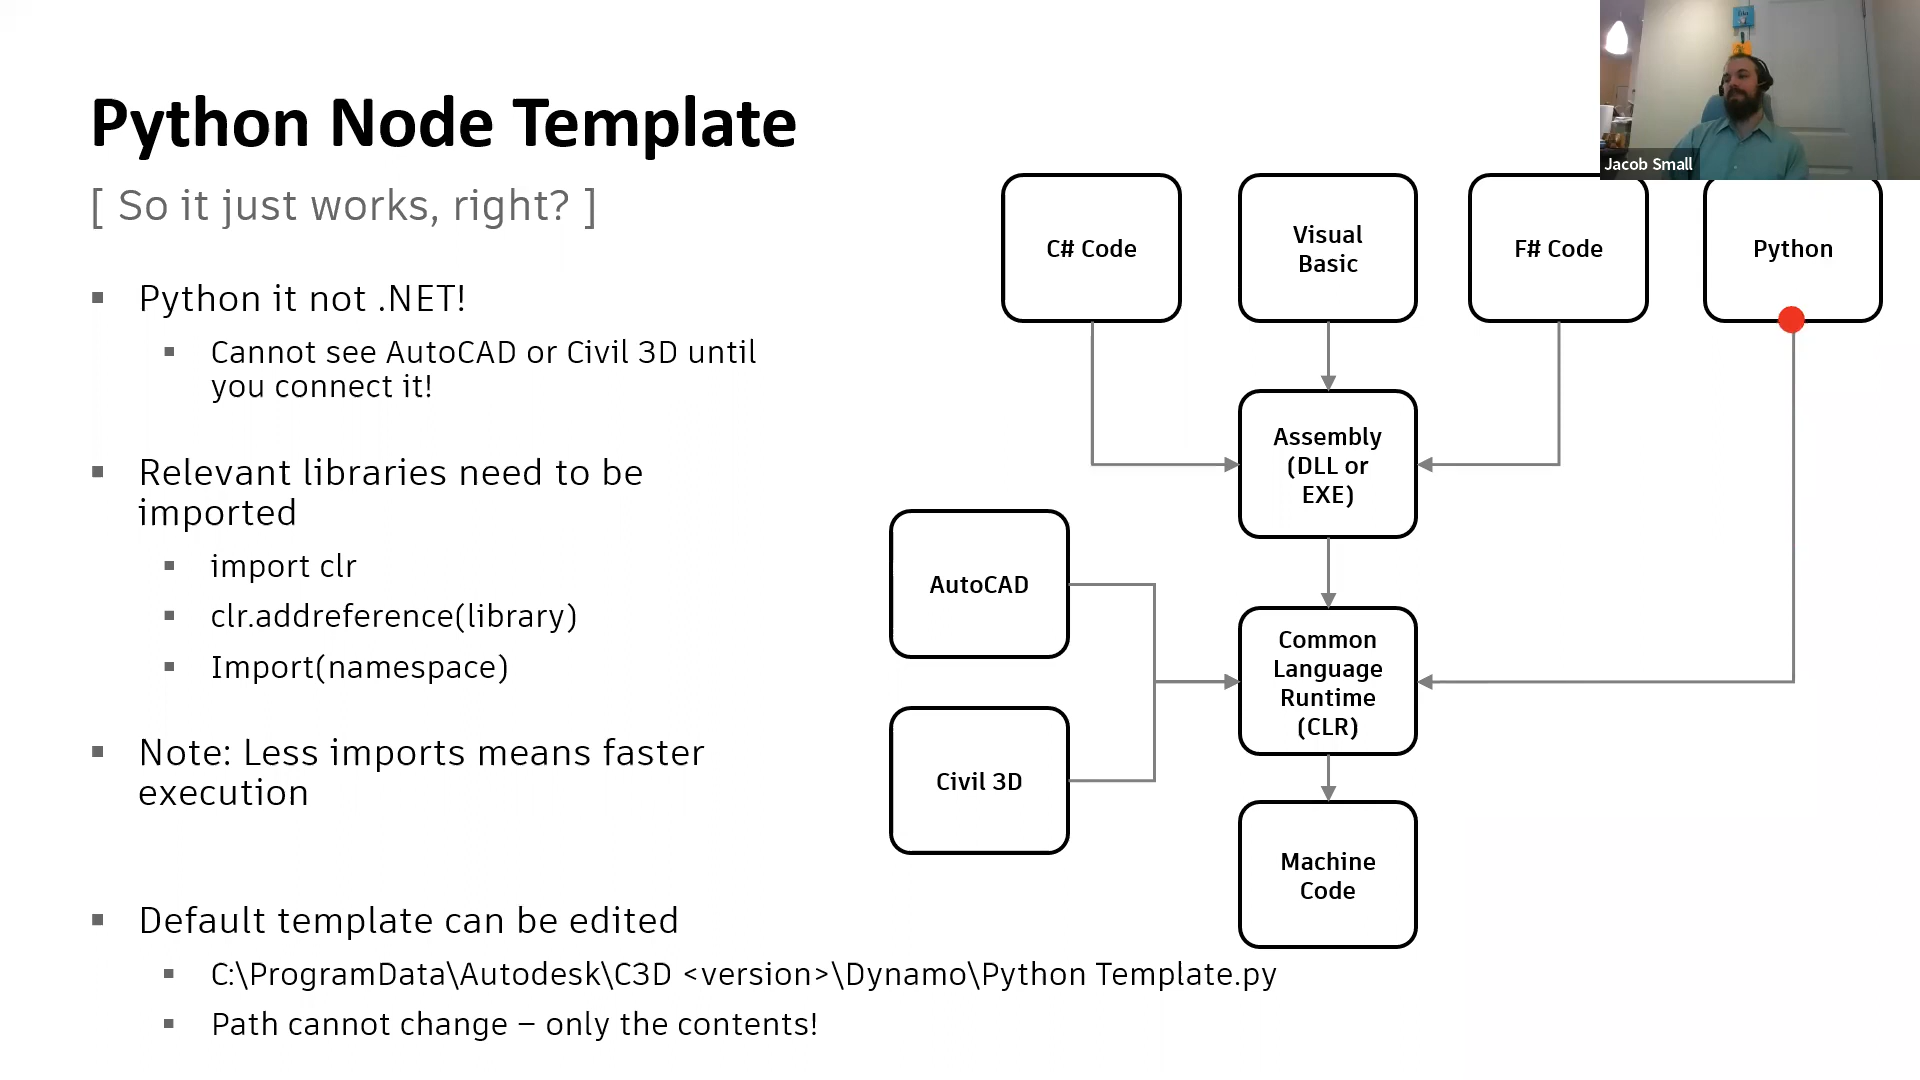 Python Node Template
[ So it just works, right? ]
Python it not .NET!
Cannot see AutoCAD or Civil 3D until
you connect it!
Relevant libraries need to be
imported
import clr
clr.addreference(library)
Import(namespace)
Note: Less imports means faster
execution
Default template can be edited
C:\ProgramData\Autodesk\C3D <version>\Dynamo\Python Template.py
Path cannot change – only the contents!
Jacob Small
C# Code
Visual
Basic
F# Code
Python
Assembly
(DLL or
EXE)
AutoCAD
Common
Language
Runtime
(CLR)
Civil 3D
Machine
Code